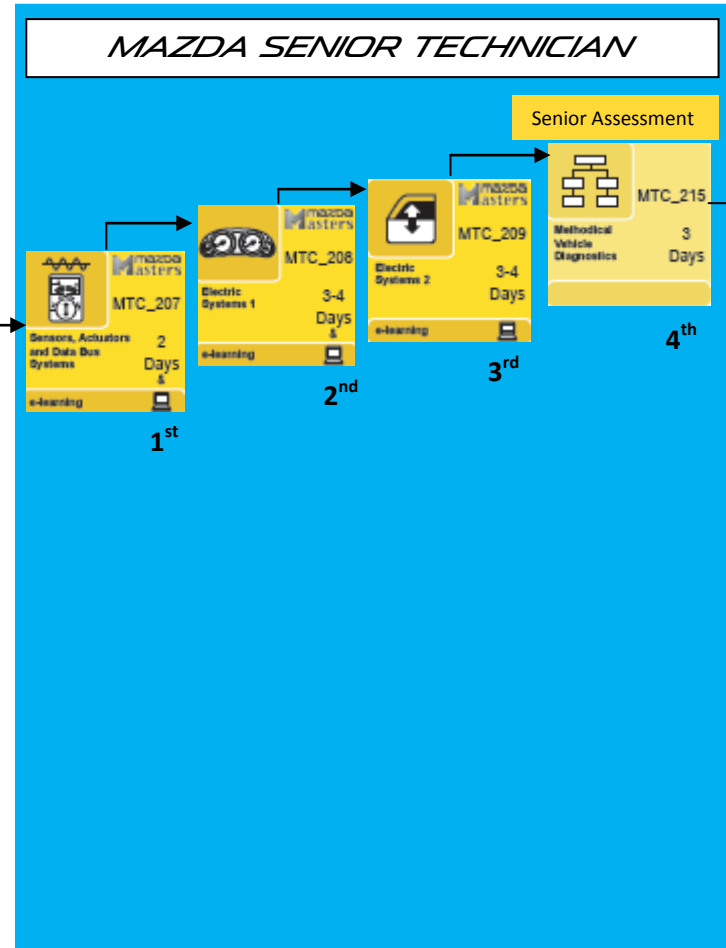 MAZDA SENIOR TECHNICIAN
Senior Assessment
mazda
Masters
MTC_207
Sensors, Actuators
and Data Bus
Systems
2
Days
&
e-learning
1st
mazda
Masters
MTC_208
Electric
Systems 1
3-4
Days
&
e-learning
2nd
mazda
Masters
MTC_209
Electric
Systems 2
3-4
Days
e-learning
3rd
MTC_215
Methodical
Vehicle
Diagnostics
3
Days
4th